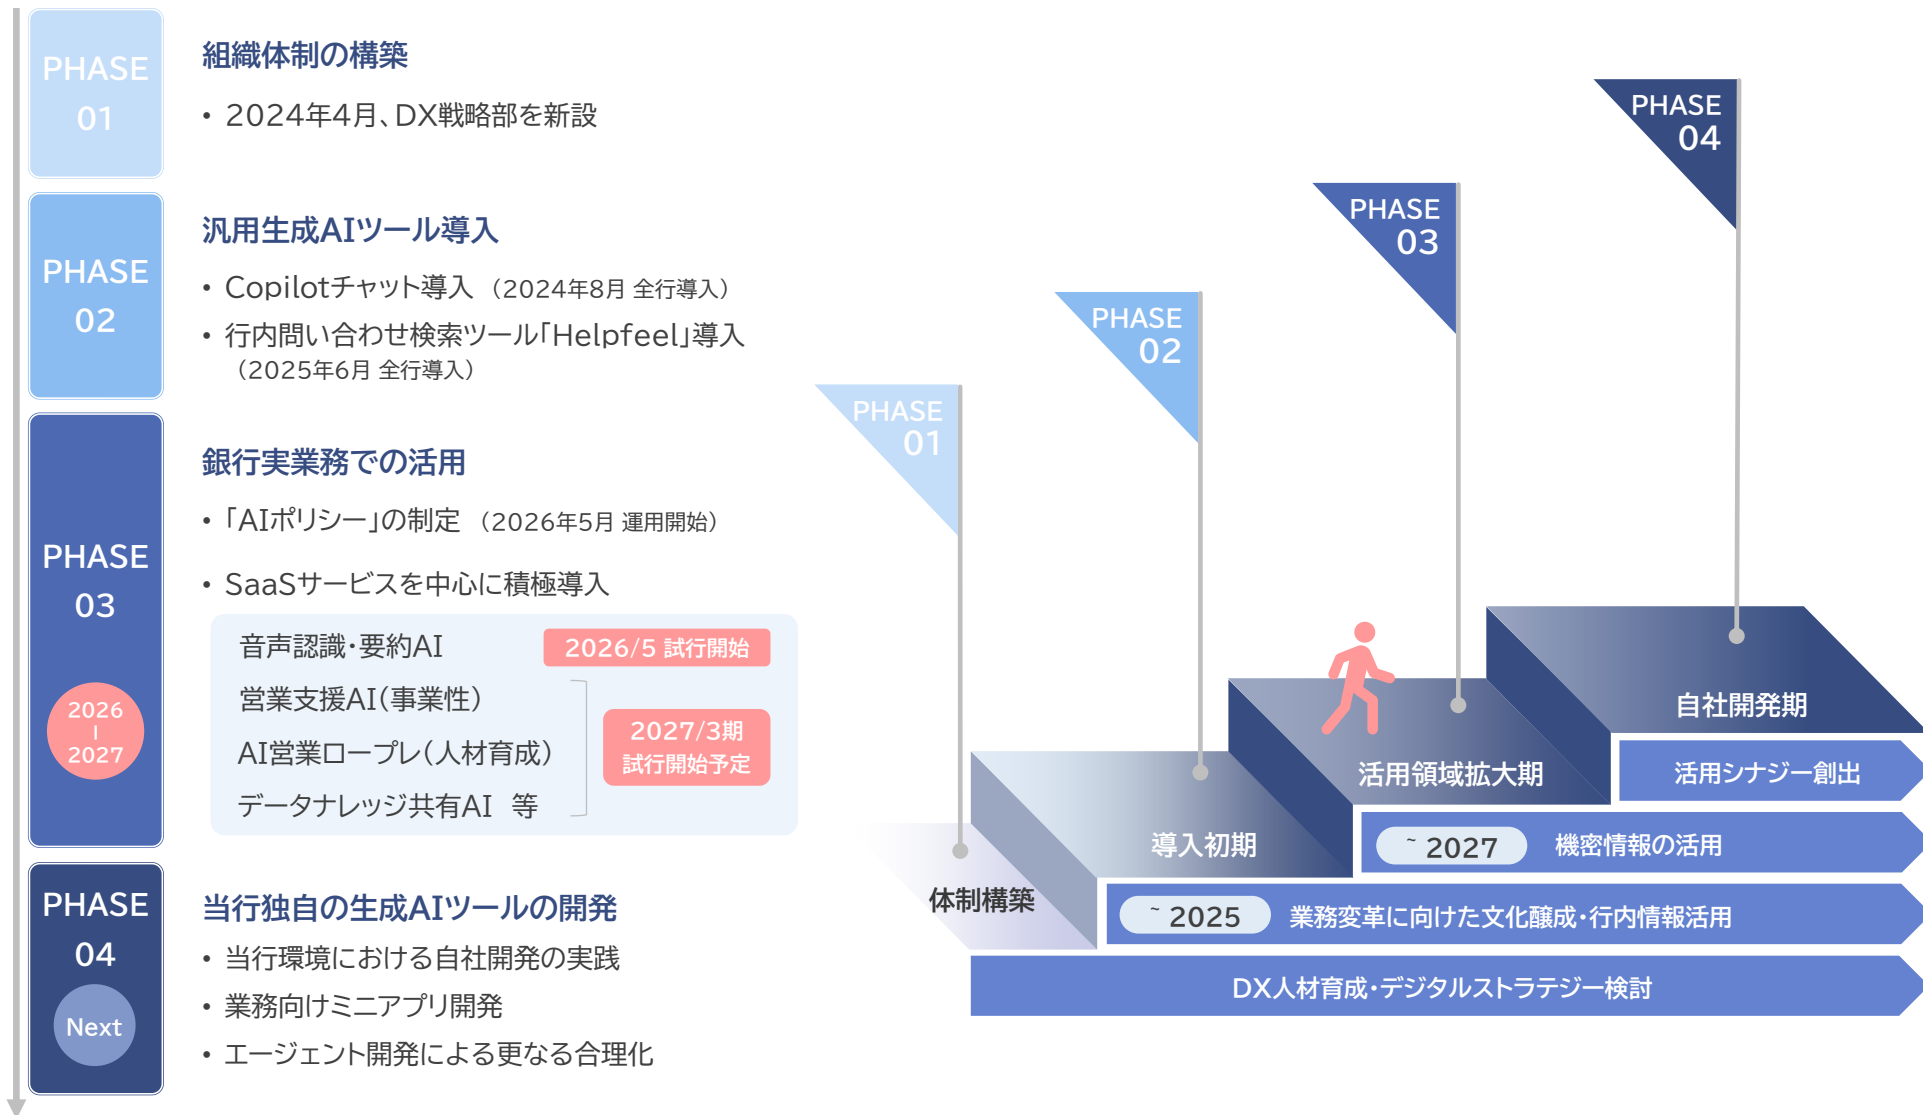 PHASE
01
組織体制の構築
• 2024年4月、DX戦略部を新設
PHASE
02
汎用生成AIツール導入
• Copilotチャット導入 （2024年8月 全行導入）
• 行内問い合わせ検索ツール「Helpfeel」導入
（2025年6月 全行導入）
PHASE
03
2026
|
2027
銀行実業務での活用
• 「AIポリシー」の制定 （2026年5月 運用開始）
• SaaSサービスを中心に積極導入
音声認識・要約AI
2026/5 試行開始
営業支援AI（事業性）
AI営業ロープレ（人材育成）
データナレッジ共有AI 等
2027/3期
試行開始予定
PHASE
04
Next
当行独自の生成AIツールの開発
• 当行環境における自社開発の実践
• 業務向けミニアプリ開発
• エージェント開発による更なる合理化
PHASE
01
PHASE
02
PHASE
03
PHASE
04
体制構築
導入初期
活用領域拡大期
自社開発期
活用シナジー創出
~ 2027 機密情報の活用
~ 2025 業務変革に向けた文化醸成・行内情報活用
DX人材育成・デジタルストラテジー検討